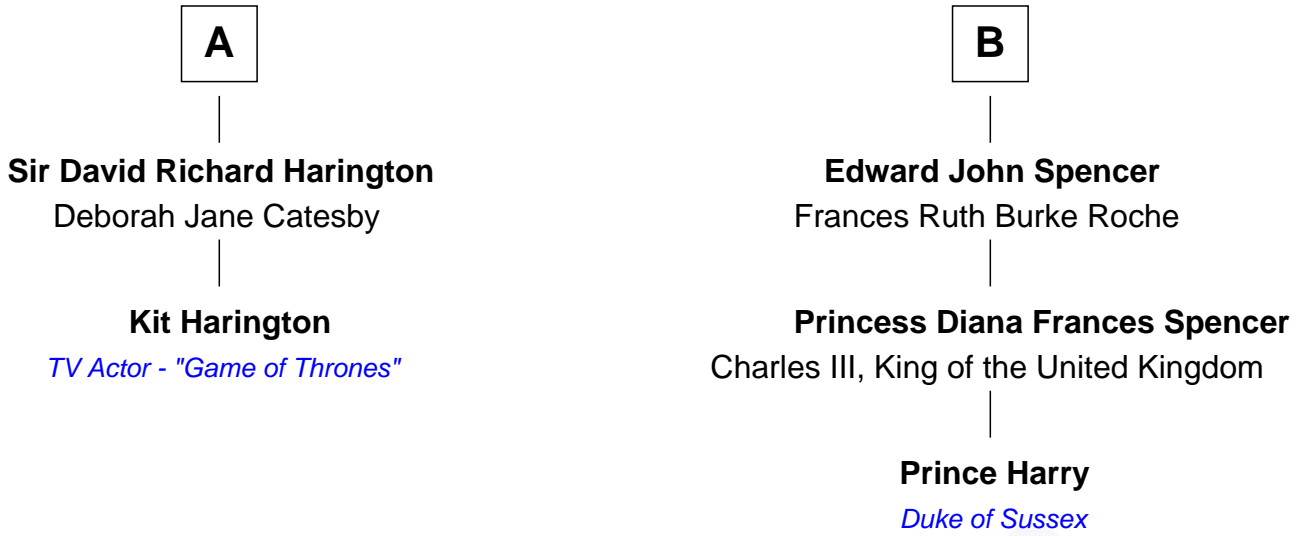 A
Sir David Richard Harington
Deborah Jane Catesby
Kit Harington
TV Actor - "Game of Thrones"
B
Edward John Spencer
Frances Ruth Burke Roche
Princess Diana Frances Spencer
Charles III, King of the United Kingdom
Prince Harry
Duke of Sussex